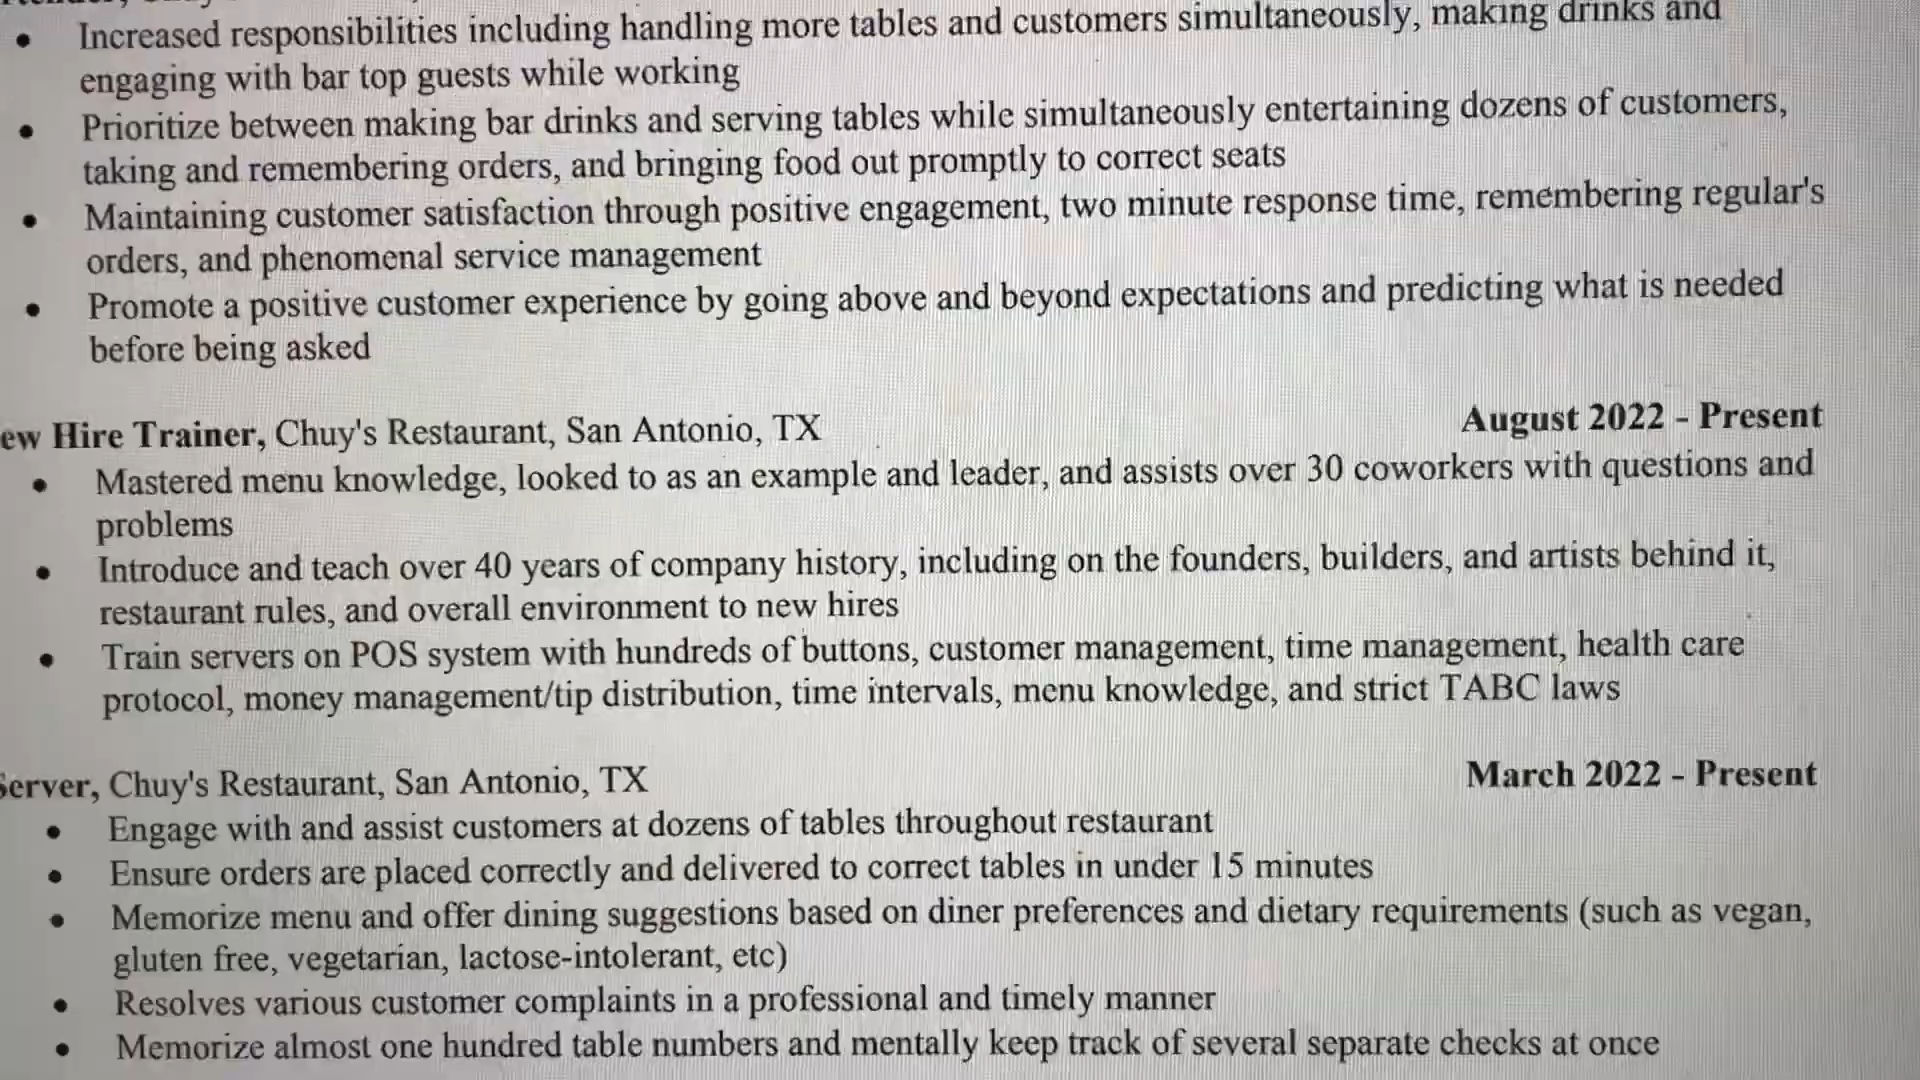 • Increased responsibilities including handling more tables and customers simultaneously, making drinks and
engaging with bar top guests while working
• Prioritize between making bar drinks and serving tables while simultaneously entertaining dozens of customers,
taking and remembering orders, and bringing food out promptly to correct seats
• Maintaining customer satisfaction through positive engagement, two minute response time, remembering regular's
orders, and phenomenal service management
• Promote a positive customer experience by going above and beyond expectations and predicting what is needed
before being asked
ew Hire Trainer, Chuy's Restaurant, San Antonio, TX August 2022 - Present
• Mastered menu knowledge, looked to as an example and leader, and assists over 30 coworkers with questions and
problems
• Introduce and teach over 40 years of company history, including on the founders, builders, and artists behind it,
restaurant rules, and overall environment to new hires
• Train servers on POS system with hundreds of buttons, customer management, time management, health care
protocol, money management/tip distribution, time intervals, menu knowledge, and strict TABC laws
Server, Chuy's Restaurant, San Antonio, TX March 2022 - Present
• Engage with and assist customers at dozens of tables throughout restaurant
• Ensure orders are placed correctly and delivered to correct tables in under 15 minutes
• Memorize menu and offer dining suggestions based on diner preferences and dietary requirements (such as vegan,
gluten free, vegetarian, lactose-intolerant, etc)
• Resolves various customer complaints in a professional and timely manner
• Memorize almost one hundred table numbers and mentally keep track of several separate checks at once